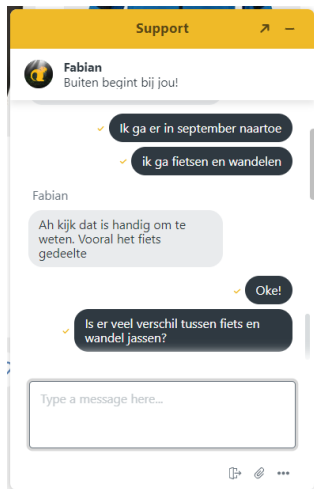 Support
Fabian
Buiten begint bij jou!
Ik ga er in september naartoe
ik ga fietsen en wandelen
Fabian
Ah kijk dat is handig om te
weten. Vooral het fiets
gedeelte
Oke!
Is er veel verschil tussen fiets en
wandel jassen?
Type a message here...